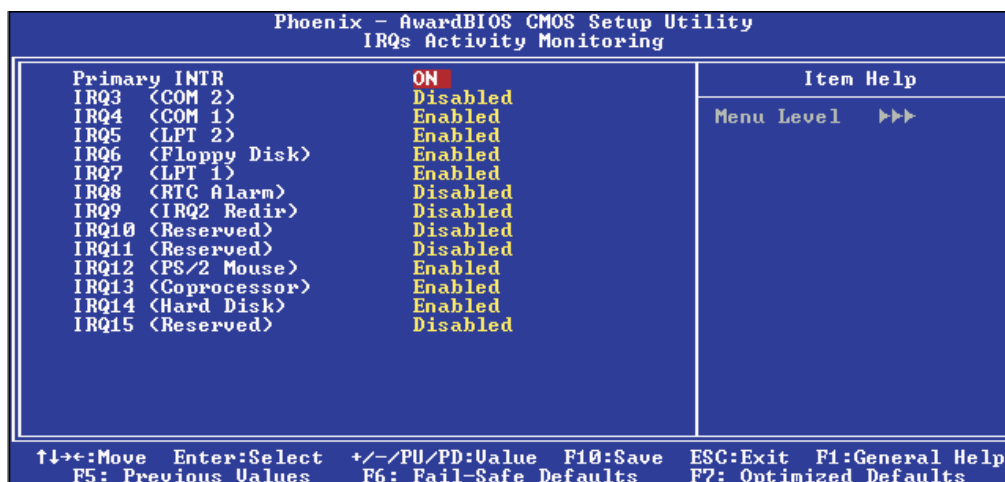 Phoenix - AwardBIOS CMOS Setup Utility
IRQs Activity Monitoring
Primary INTR ON
IRQ3 (COM 2) Disabled
IRQ4 (COM 1) Enabled
IRQ5 (LPT 2) Enabled
IRQ6 (Floppy Disk) Enabled
IRQ7 (LPT 1) Enabled
IRQ8 (RTC Alarm) Disabled
IRQ9 (IRQ2 Redir) Disabled
IRQ10 (Reserved) Disabled
IRQ11 (Reserved) Disabled
IRQ12 (PS/2 Mouse) Enabled
IRQ13 (Coprocessor) Enabled
IRQ14 (Hard Disk) Enabled
IRQ15 (Reserved) Disabled
Item Help
Menu Level ►►►
↑↓→←:Move Enter:Select +/-/PU/PD:Value F10:Save ESC:Exit F1:General Help
F5: Previous Values F6: Fail-Safe Defaults F7: Optimized Defaults